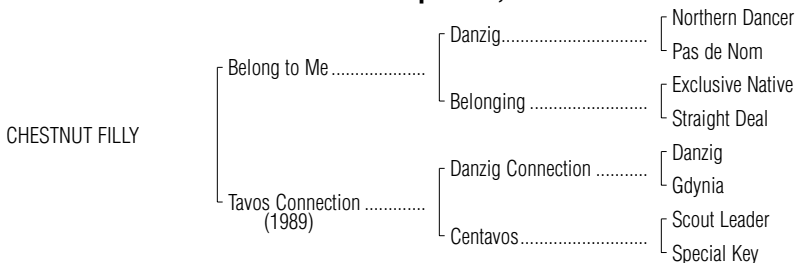 Northern Dancer
Danzig
Pas de Nom
Belong to Me
Exclusive Native
Belonging
Straight Deal
CHESTNUT FILLY
Danzig
Danzig Connection
Gdynia
Tavos Connection
(1989)
Scout Leader
Centavos
Special Key